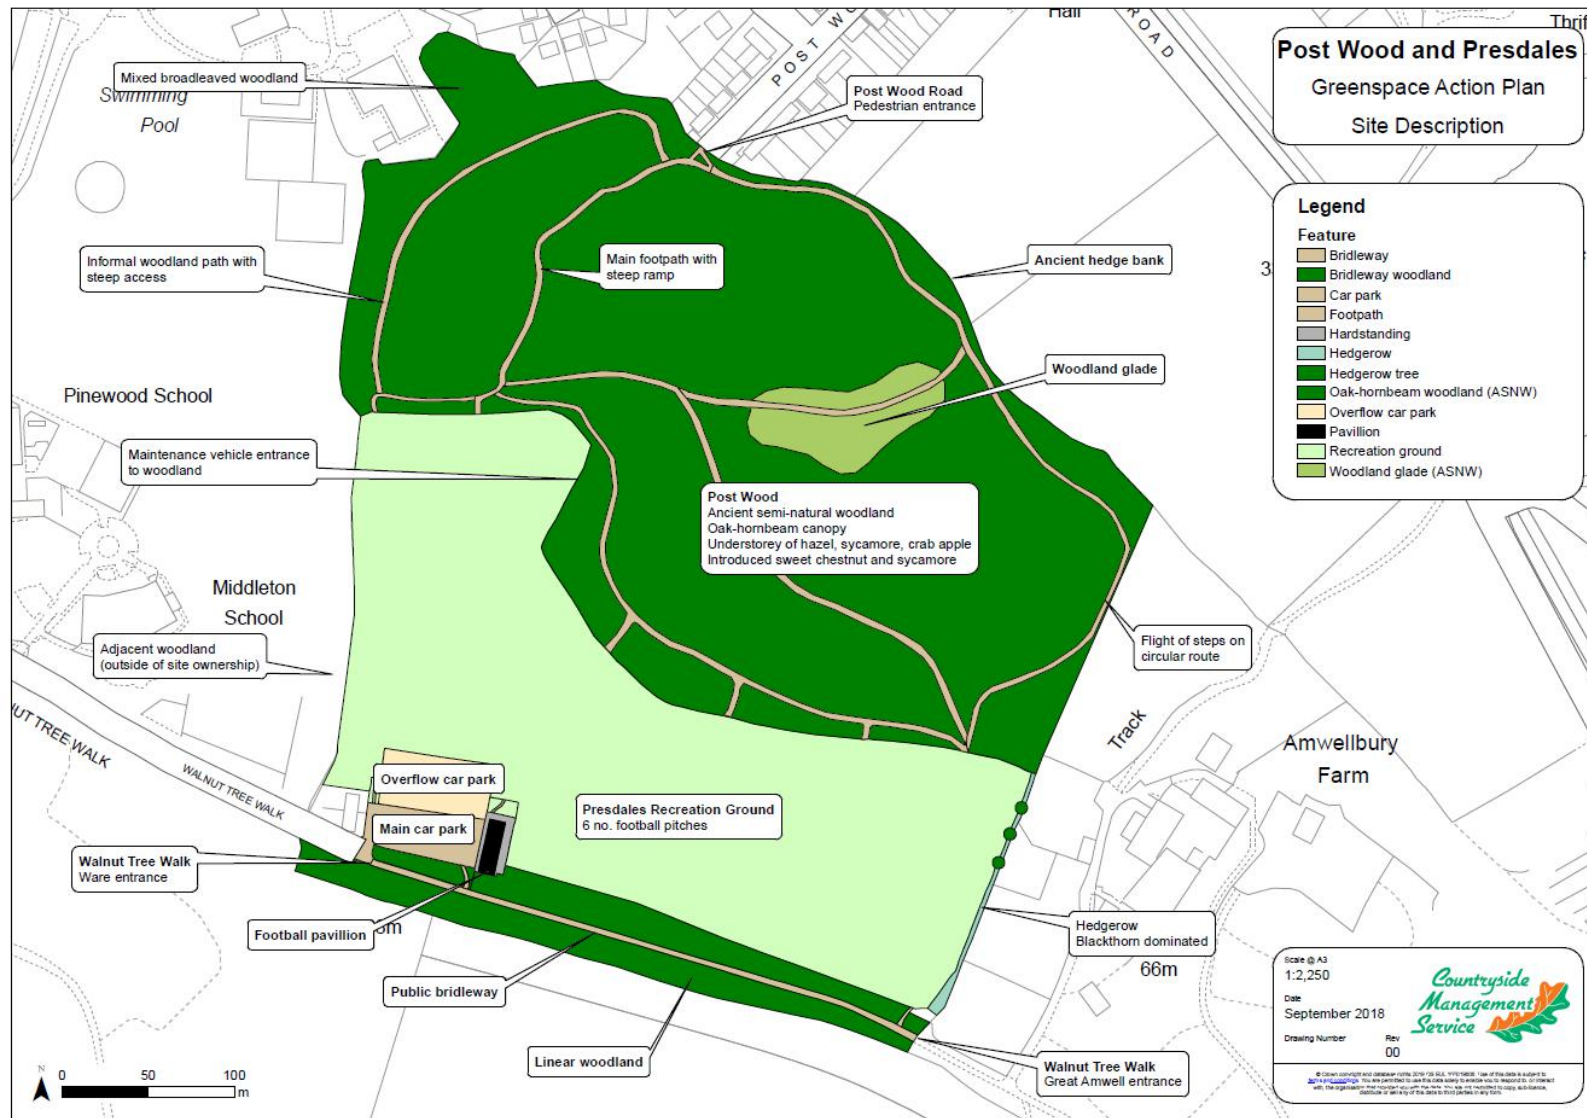 Hall
ROAD
Thrif
POST WO
Post Wood and Presdales
Greenspace Action Plan
Site Description
Mixed broadleaved woodland
Swimming
Pool
Post Wood Road
Pedestrian entrance
Legend
Feature
Bridleway
Bridleway woodland
Car park
Footpath
Hardstanding
Hedgerow
Hedgerow tree
Oak-hornbeam woodland (ASNW)
Overflow car park
Pavillion
Recreation ground
Woodland glade (ASNW)
Informal woodland path with
steep access
Main footpath with
steep ramp
Ancient hedge bank
3
Woodland glade
Pinewood School
Maintenance vehicle entrance
to woodland
Post Wood
Ancient semi-natural woodland
Oak-hornbeam canopy
Understorey of hazel, sycamore, crab apple
Introduced sweet chestnut and sycamore
Middleton
School
Adjacent woodland
(outside of site ownership)
Flight of steps on
circular route
NUT TREE WALK
WALNUT TREE WALK
Track
Amwellbury
Farm
Overflow car park
Main car park
Presdales Recreation Ground
6 no. football pitches
Walnut Tree Walk
Ware entrance
Football pavillion
m
Public bridleway
Hedgerow
Blackthorn dominated
66m
Linear woodland
Walnut Tree Walk
Great Amwell entrance
A
N
0 50 100
m
Scale @ A3
1:2,250
Date
September 2018
Drawing Number Rev
00
Countryside
Management
Service